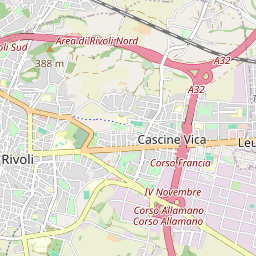 Area di Rivoli Nord
oli Sud
388 m
A32
A32
Cascine Vica
Leu
Rivoli
Corso Francia
IV Novembre
Corso Allamano
Corso Allamano